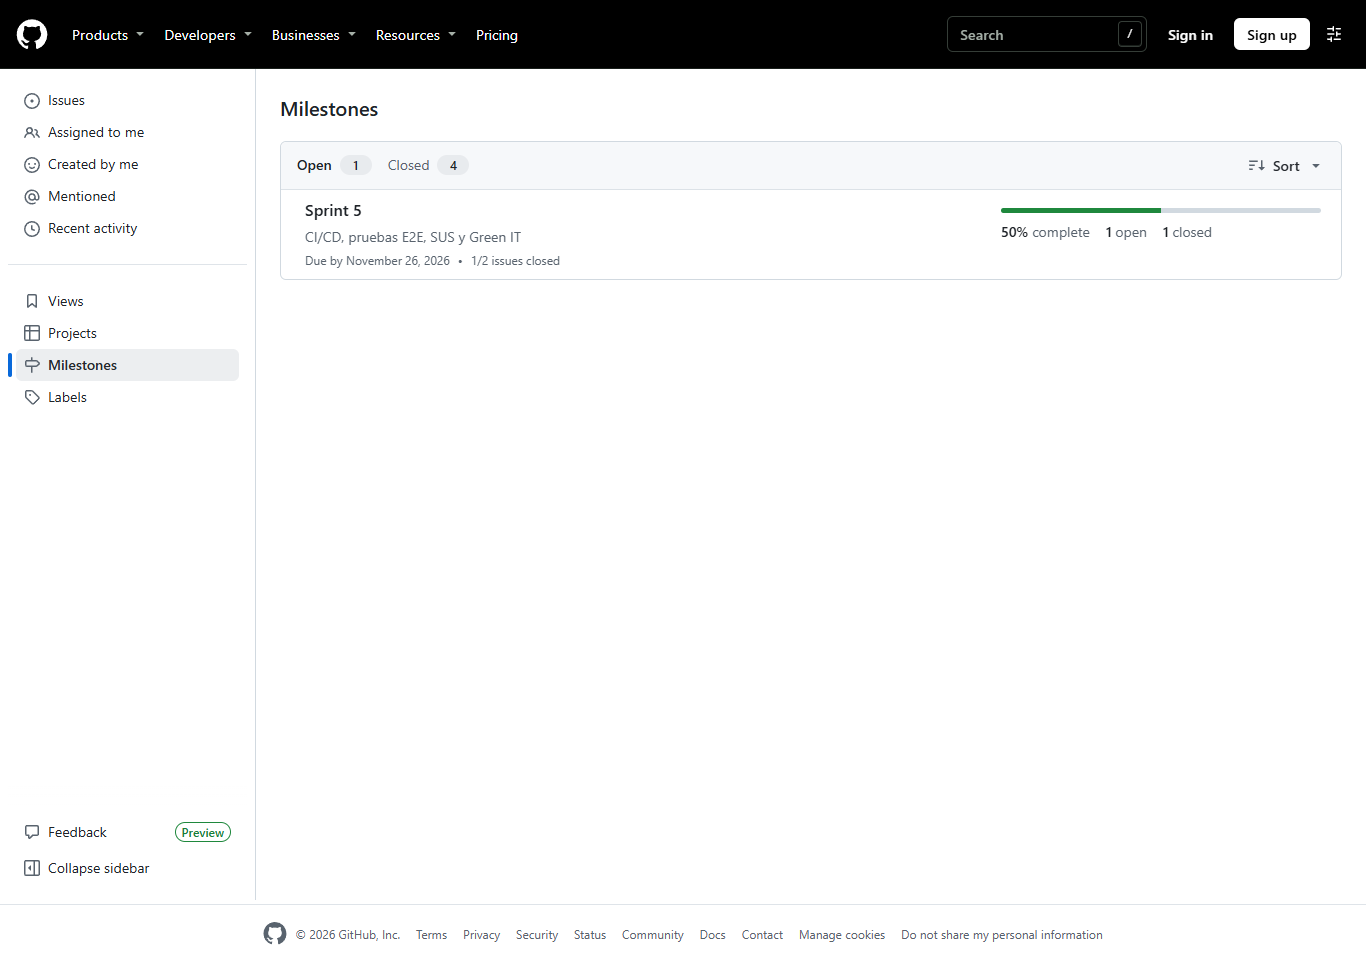 Products
Developers
Businesses
Resources
Pricing
Search
/
Sign in
Sign up
Issues
Assigned to me
Created by me
Mentioned
Recent activity
Views
Projects
Milestones
Labels
Feedback
Preview
Collapse sidebar
Milestones
Open 1
Closed 4
Sort
Sprint 5
CI/CD, pruebas E2E, SUS y Green IT
Due by November 26, 2026 • 1/2 issues closed
50% complete 1 open 1 closed
© 2026 GitHub, Inc.
Terms
Privacy
Security
Status
Community
Docs
Contact
Manage cookies
Do not share my personal information